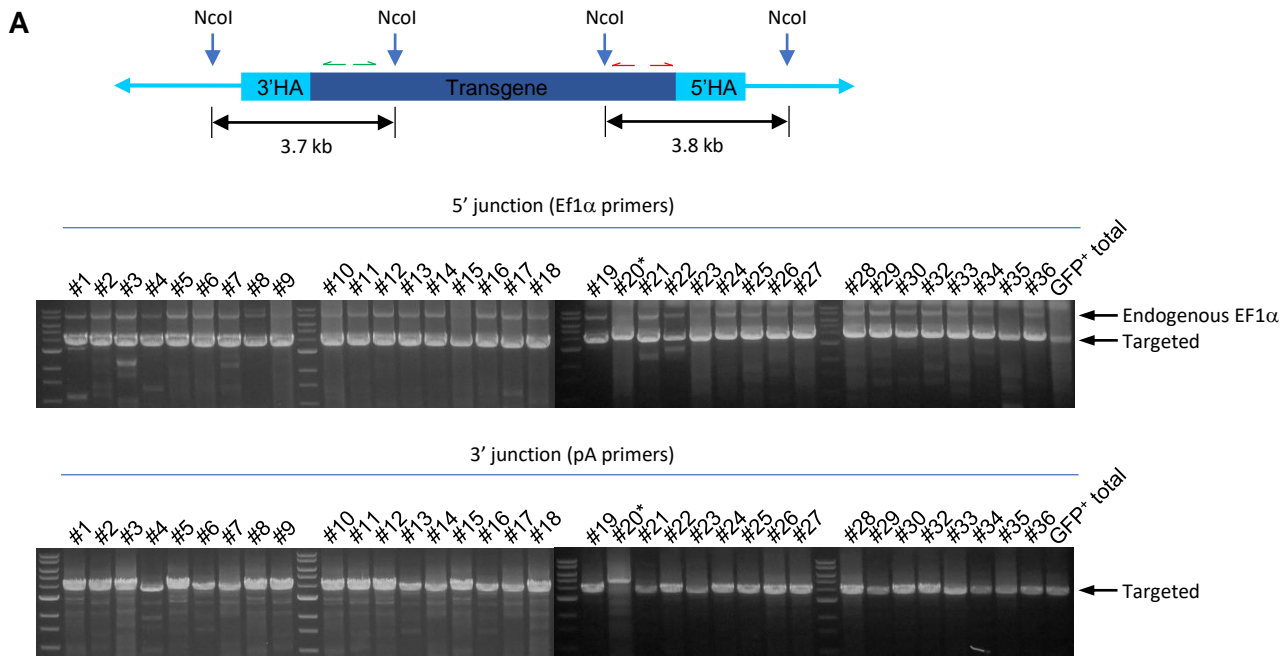 A
NcoI NcoI NcoI NcoI
3’HA Transgene 5’HA
3.7 kb 3.8 kb
5’ junction (Ef1α primers)
#1 #2 #3 #4 #5 #6 #7 #8 #9 #10 #11 #12 #13 #14 #15 #16 #17 #18 #19 #20* #21 #22 #23 #24 #25 #26 #27 #28 #29 #30 #32 #33 #34 #35 #36 GFP⁺ total
Endogenous EF1α
Targeted
3’ junction (pA primers)
#1 #2 #3 #4 #5 #6 #7 #8 #9 #10 #11 #12 #13 #14 #15 #16 #17 #18 #19 #20* #21 #22 #23 #24 #25 #26 #27 #28 #29 #30 #32 #33 #34 #35 #36 GFP⁺ total
Targeted